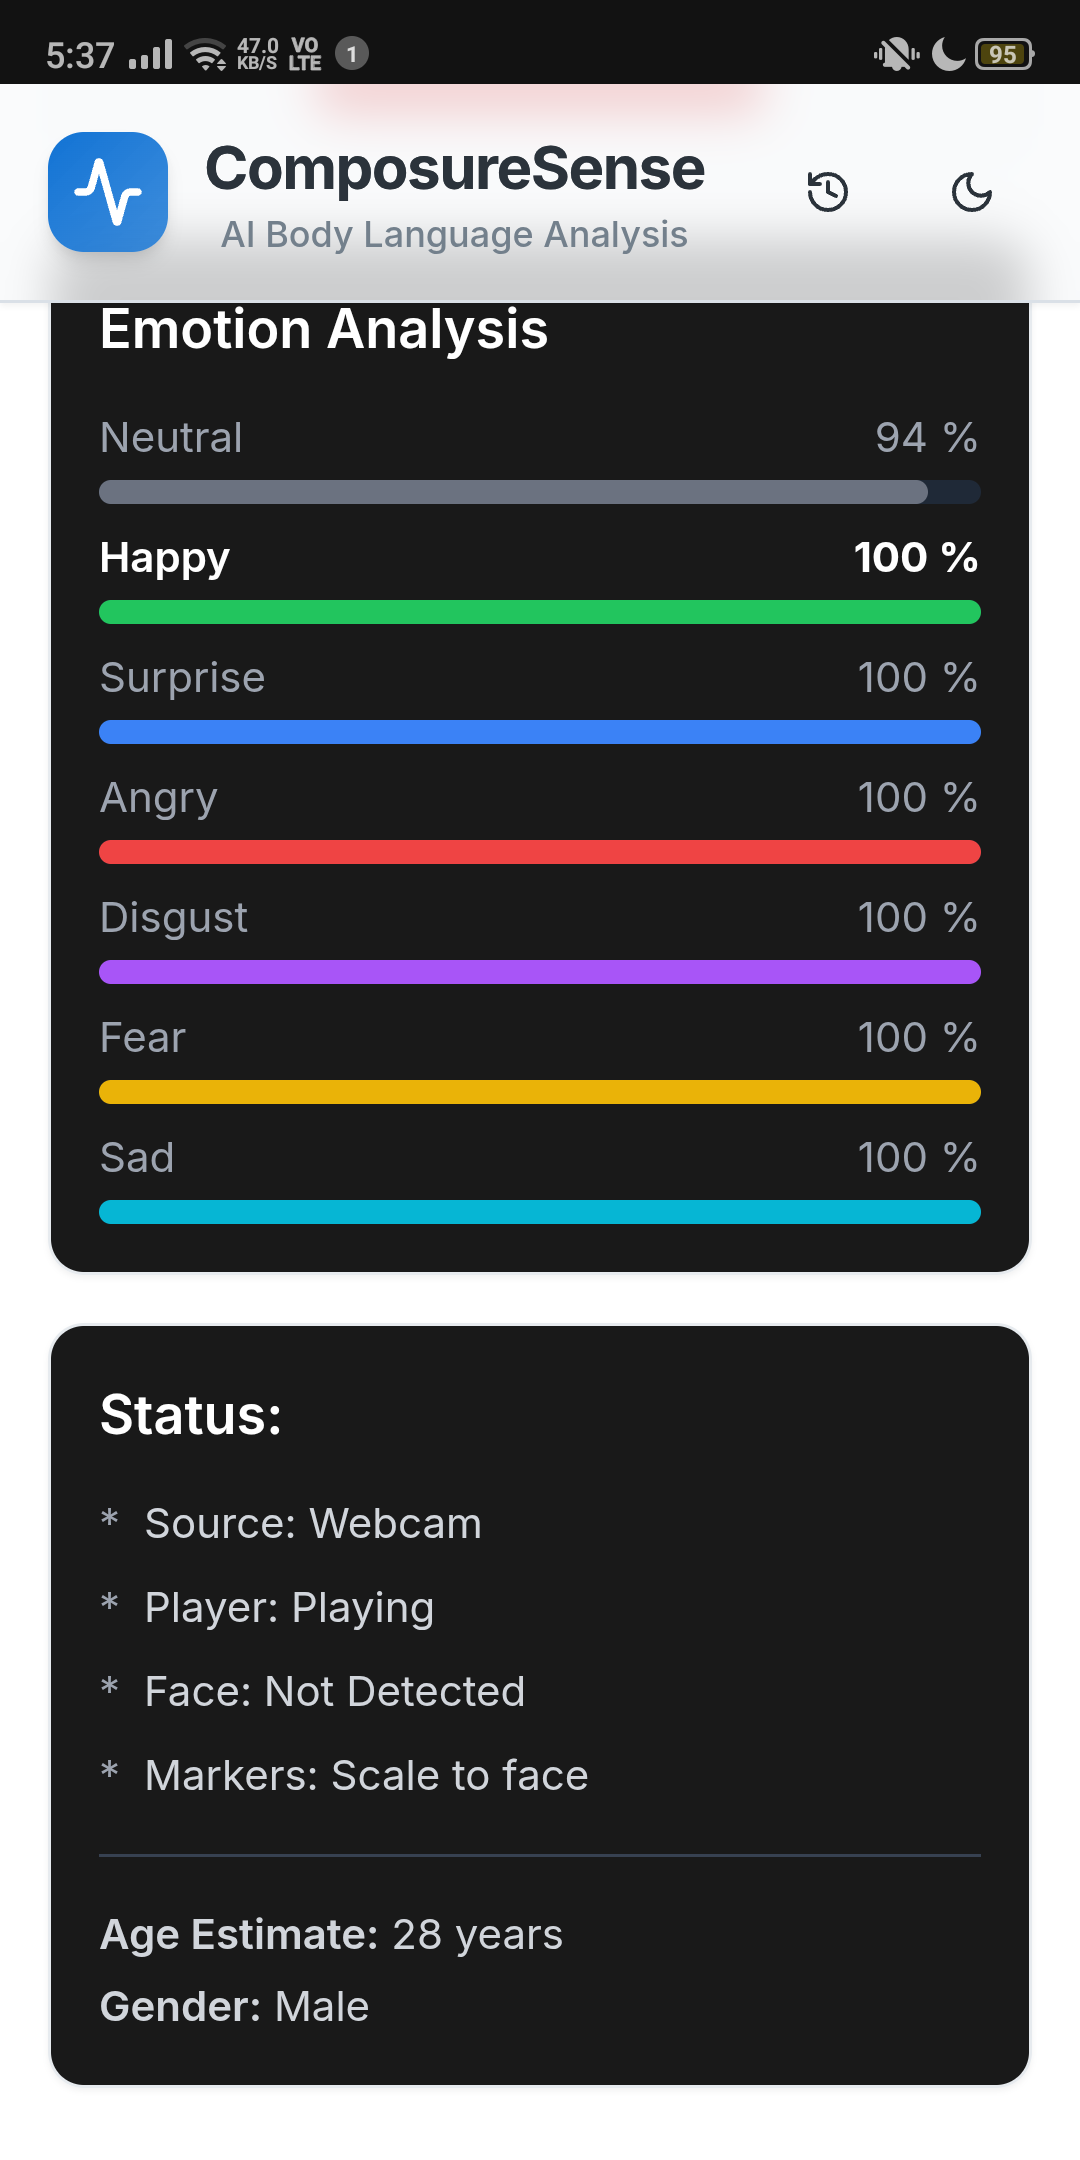 5:37 47.0 KB/S VO LTE 1 95
ComposureSense
AI Body Language Analysis
Emotion Analysis
Neutral 94 %
Happy 100 %
Surprise 100 %
Angry 100 %
Disgust 100 %
Fear 100 %
Sad 100 %
Status:
* Source: Webcam
* Player: Playing
* Face: Not Detected
* Markers: Scale to face
Age Estimate: 28 years
Gender: Male